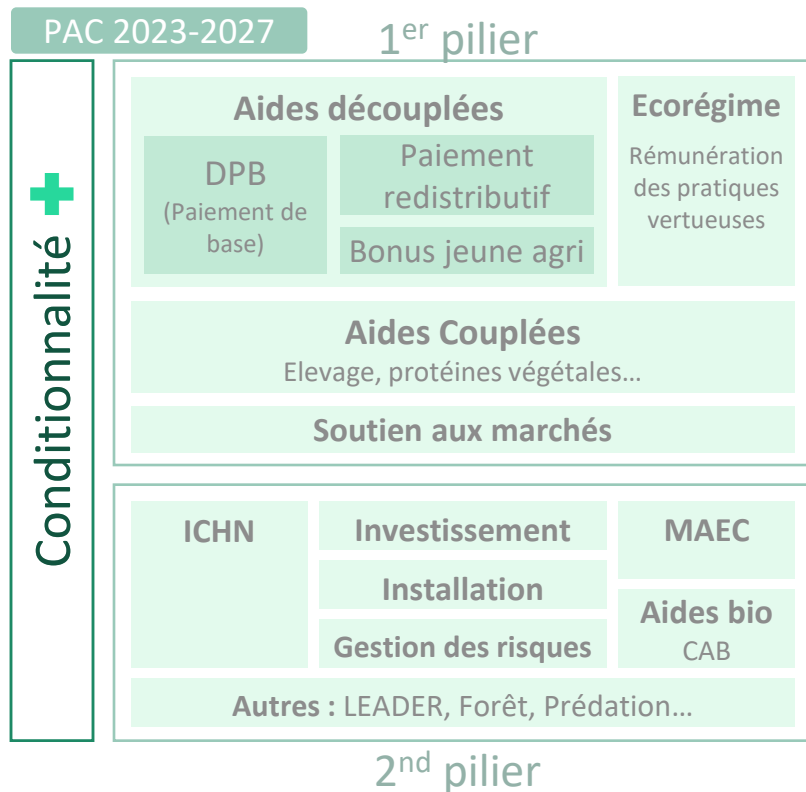 PAC 2023-2027
1er pilier
Conditionnalité +
Aides découplées
DPB
(Paiement de
base)
Paiement
redistributif
Bonus jeune agri
Ecorégime
Rémunération
des pratiques
vertueuses
Aides Couplées
Elevage, protéines végétales…
Soutien aux marchés
ICHN
Investissement
Installation
Gestion des risques
MAEC
Aides bio
CAB
Autres : LEADER, Forêt, Prédation…
2nd pilier